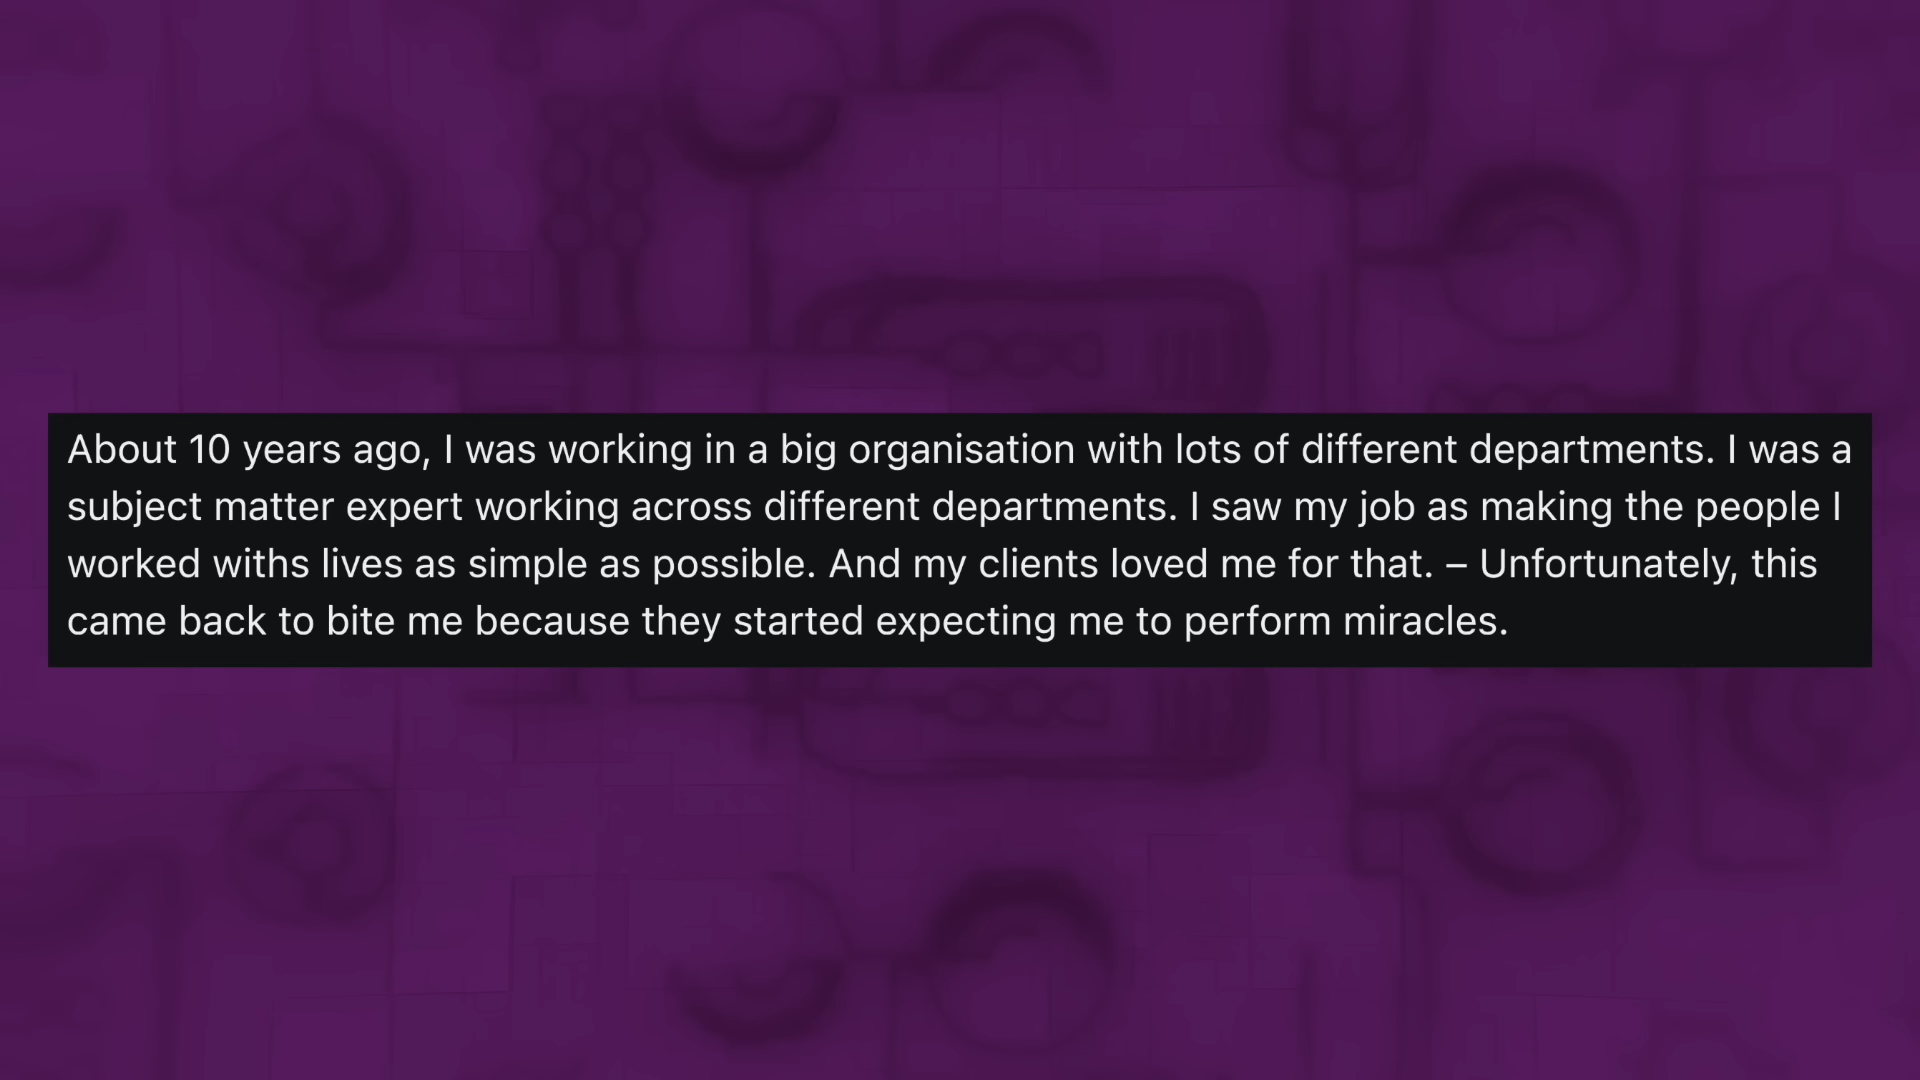 About 10 years ago, I was working in a big organisation with lots of different departments. I was a
subject matter expert working across different departments. I saw my job as making the people I
worked withs lives as simple as possible. And my clients loved me for that. – Unfortunately, this
came back to bite me because they started expecting me to perform miracles.